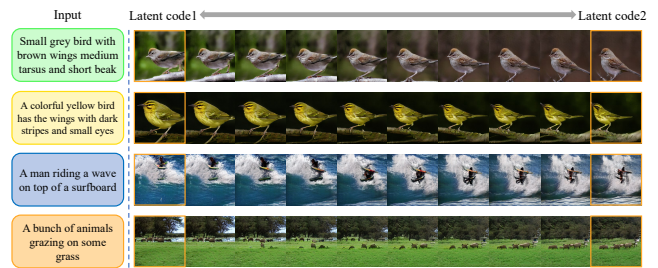 Input
Latent code1
Latent code2
Small grey bird with
brown wings medium
tarsus and short beak
A colorful yellow bird
has the wings with dark
stripes and small eyes
A man riding a wave
on top of a surfboard
A bunch of animals
grazing on some
grass